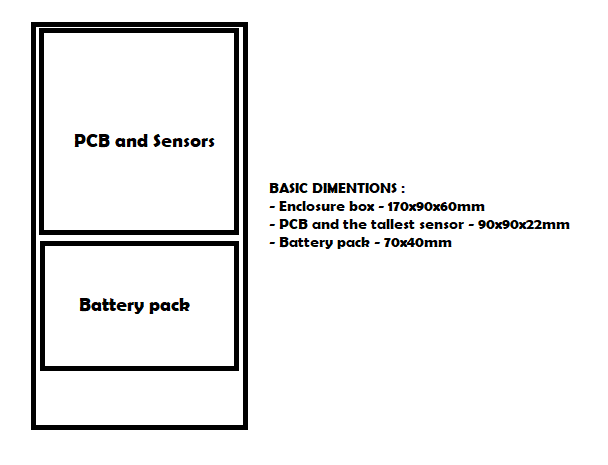 PCB and Sensors
BASIC DIMENTIONS :
- Enclosure box - 170x90x60mm
- PCB and the tallest sensor - 90x90x22mm
- Battery pack - 70x40mm
Battery pack